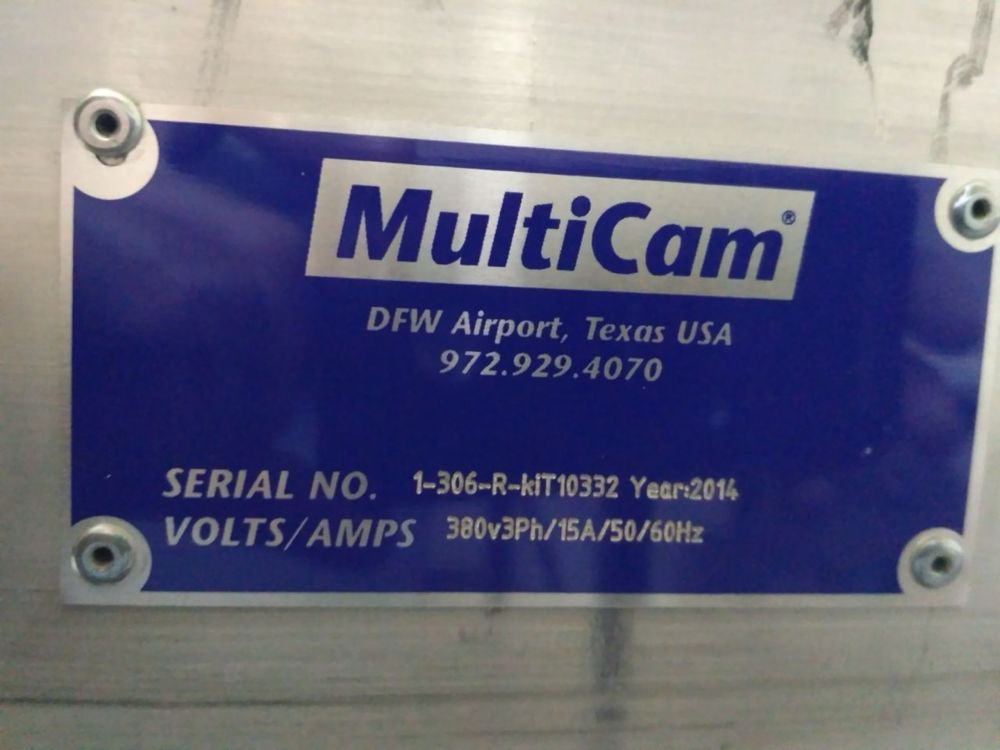 MultiCam®
DFW Airport, Texas USA
972.929.4070
SERIAL NO. 1-306-R-kiT10332 Year:2014
VOLTS/AMPS 380v3Ph/15A/50/60Hz